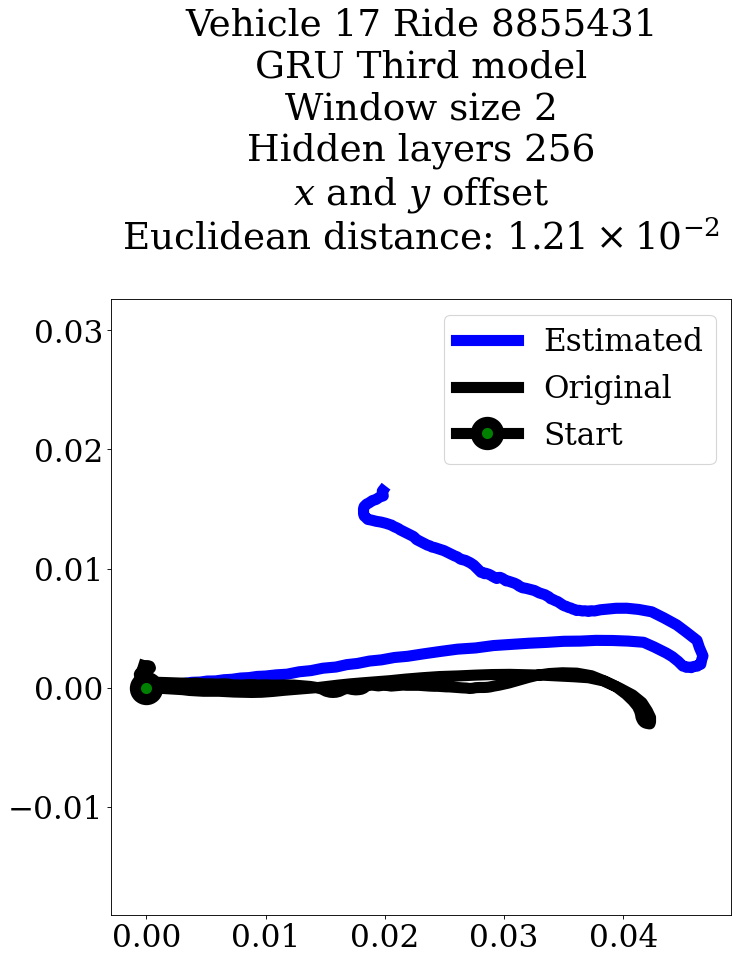 Vehicle 17 Ride 8855431
GRU Third model
Window size 2
Hidden layers 256
x and y offset
Euclidean distance: 1.21 × 10⁻²
Estimated
Original
Start
0.03
0.02
0.01
0.00
−0.01
0.00 0.01 0.02 0.03 0.04